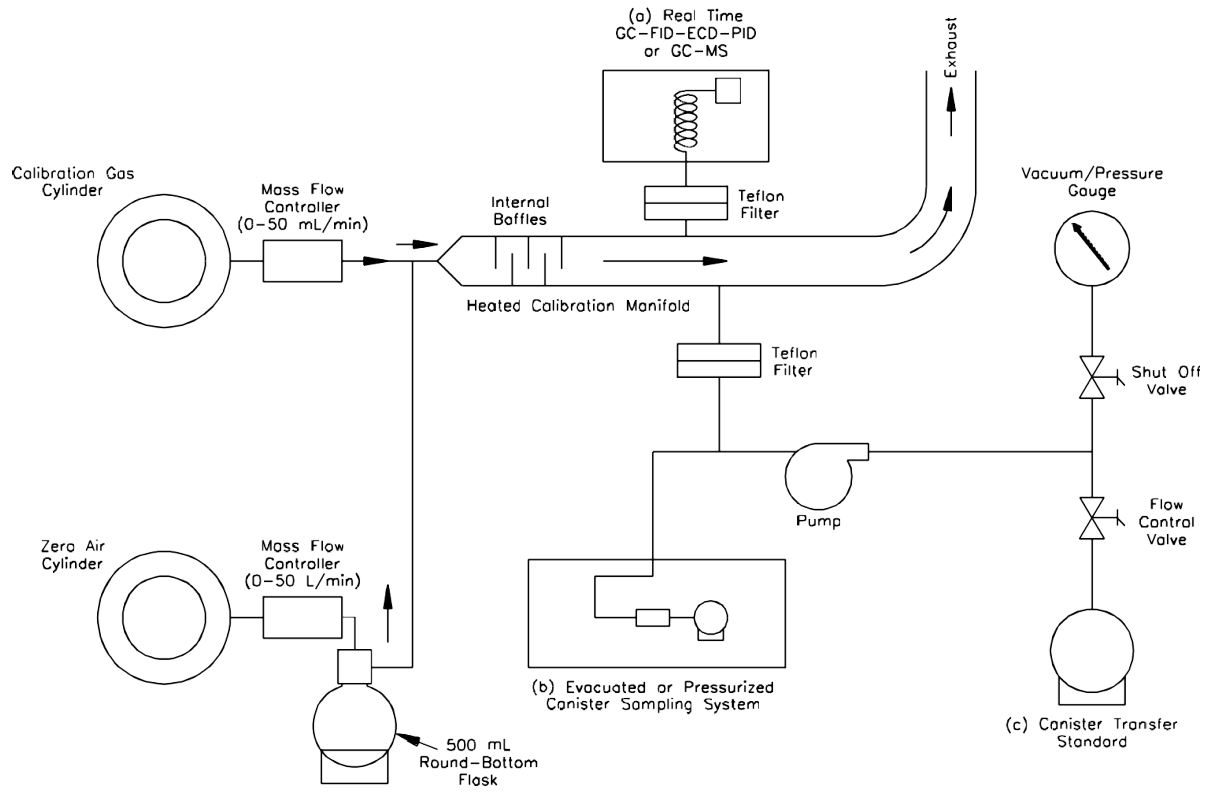 (a) Real Time
GC-FID-ECD-PID
or GC-MS
Exhaust
Calibration Gas
Cylinder
Mass Flow
Controller
(0-50 mL/min)
Internal
Baffles
Teflon
Filter
Vacuum/Pressure
Gauge
Heated Calibration Manifold
Teflon
Filter
Shut Off
Valve
Pump
Flow
Control
Valve
Zero Air
Cylinder
Mass Flow
Controller
(0-50 L/min)
(b) Evacuated or Pressurized
Canister Sampling System
(c) Canister Transfer
Standard
500 mL
Round-Bottom
Flask